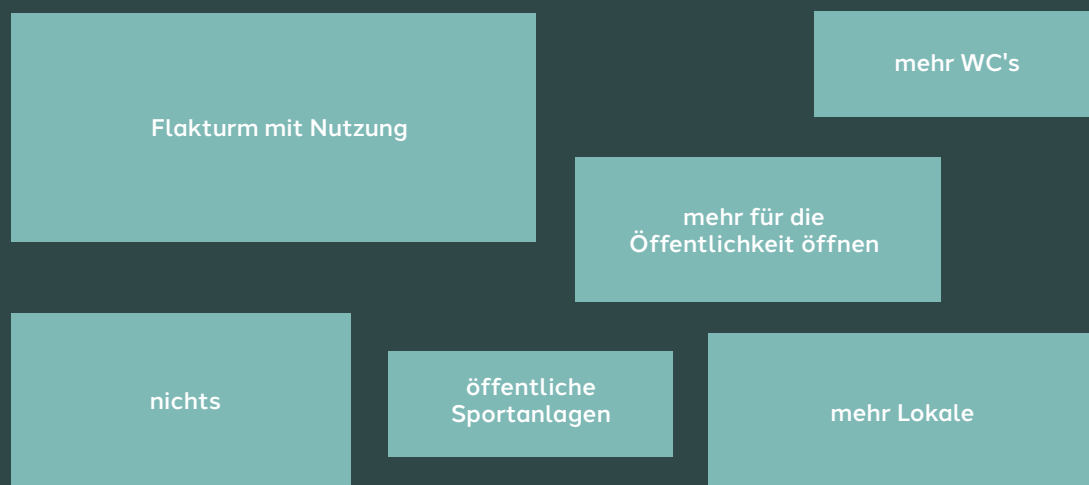 Flakturm mit Nutzung
mehr WC's
mehr für die
Öffentlichkeit öffnen
nichts
öffentliche
Sportanlagen
mehr Lokale